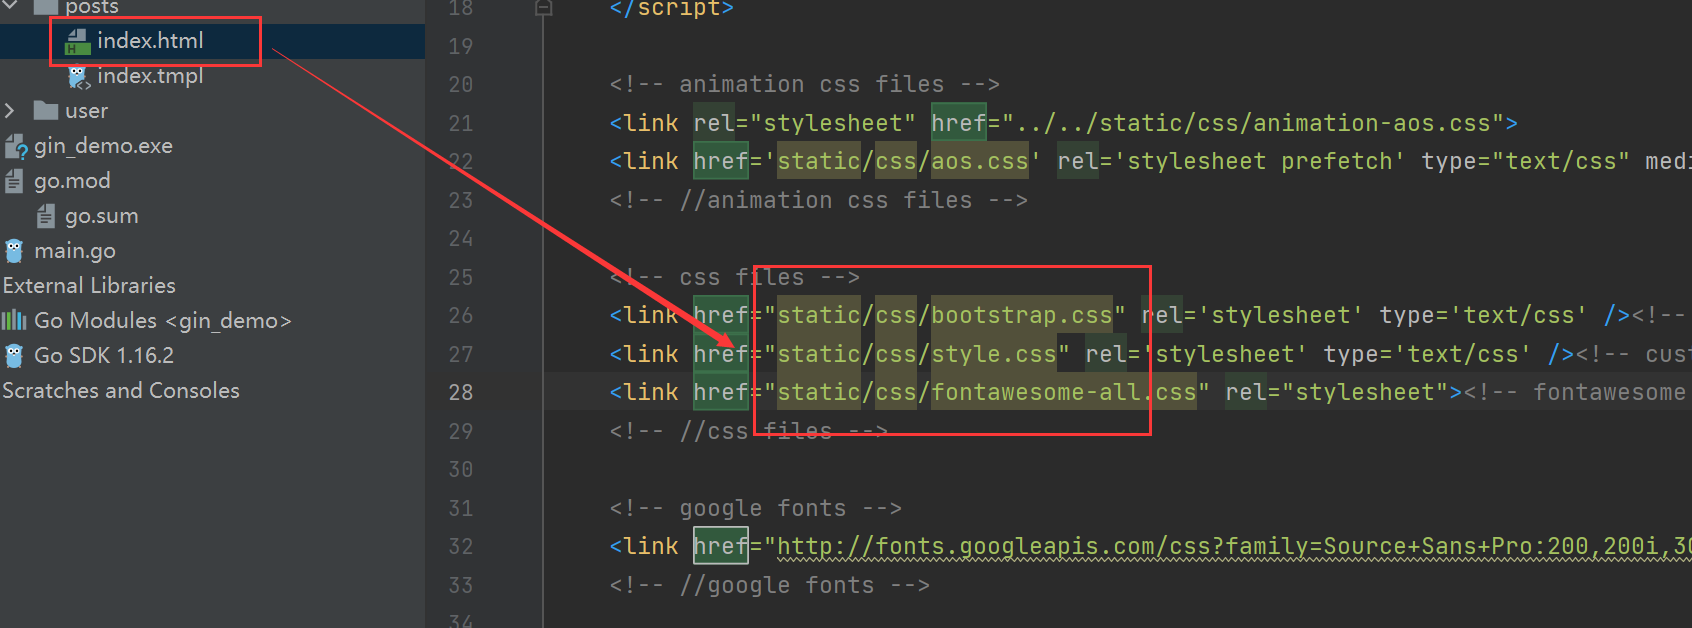 posts
index.html
index.tmpl
user
gin_demo.exe
go.mod
go.sum
main.go
External Libraries
Go Modules <gin_demo>
Go SDK 1.16.2
Scratches and Consoles
18 </script>
19
20 <!-- animation css files -->
21 <link rel="stylesheet" href="../../static/css/animation-aos.css">
22 <link href='static/css/aos.css' rel='stylesheet prefetch' type="text/css" medi
23 <!-- //animation css files -->
24
25 <!-- css files -->
26 <link href="static/css/bootstrap.css" rel='stylesheet' type='text/css' /><!--
27 <link href="static/css/style.css" rel='stylesheet' type='text/css' /><!-- cust
28 <link href="static/css/fontawesome-all.css" rel="stylesheet"><!-- fontawesome
29 <!-- //css files -->
30
31 <!-- google fonts -->
32 <link href="http://fonts.googleapis.com/css?family=Source+Sans+Pro:200,200i,30
33 <!-- //google fonts -->
34